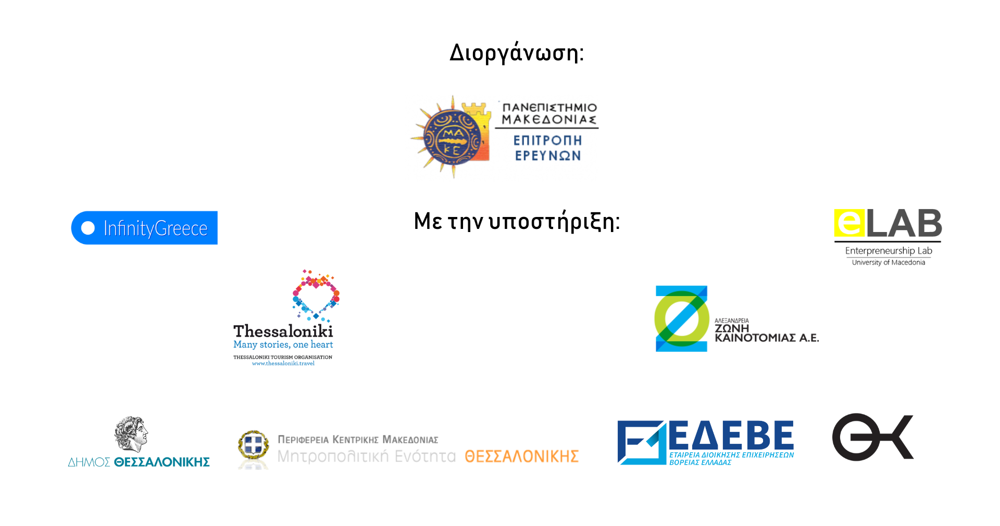 Διοργάνωση:
ΠΑΝΕΠΙΣΤΗΜΙΟ
ΜΑΚΕΔΟΝΙΑΣ
ΕΠΙΤΡΟΠΗ
ΕΡΕΥΝΩΝ
ΜΑ
ΚΕ
InfinityGreece
Με την υποστήριξη:
eLAB
Enterpreneurship Lab
University of Macedonia
Thessaloniki
Many stories, one heart
THESSALONIKI TOURISM ORGANISATION
www.thessaloniki.travel
ΑΛΕΞΑΝΔΡΕΙΑ
ΖΩΝΗ
ΚΑΙΝΟΤΟΜΙΑΣ Α.Ε.
ΔΗΜΟΣ ΘΕΣΣΑΛΟΝΙΚΗΣ
ΠΕΡΙΦΕΡΕΙΑ ΚΕΝΤΡΙΚΗΣ ΜΑΚΕΔΟΝΙΑΣ
Μητροπολιτική Ενότητα ΘΕΣΣΑΛΟΝΙΚΗΣ
ΕΔΕΒΕ
ΕΤΑΙΡΕΙΑ ΔΙΟΙΚΗΣΗΣ ΕΠΙΧΕΙΡΗΣΕΩΝ
ΒΟΡΕΙΑΣ ΕΛΛΑΔΑΣ
ΘΚ